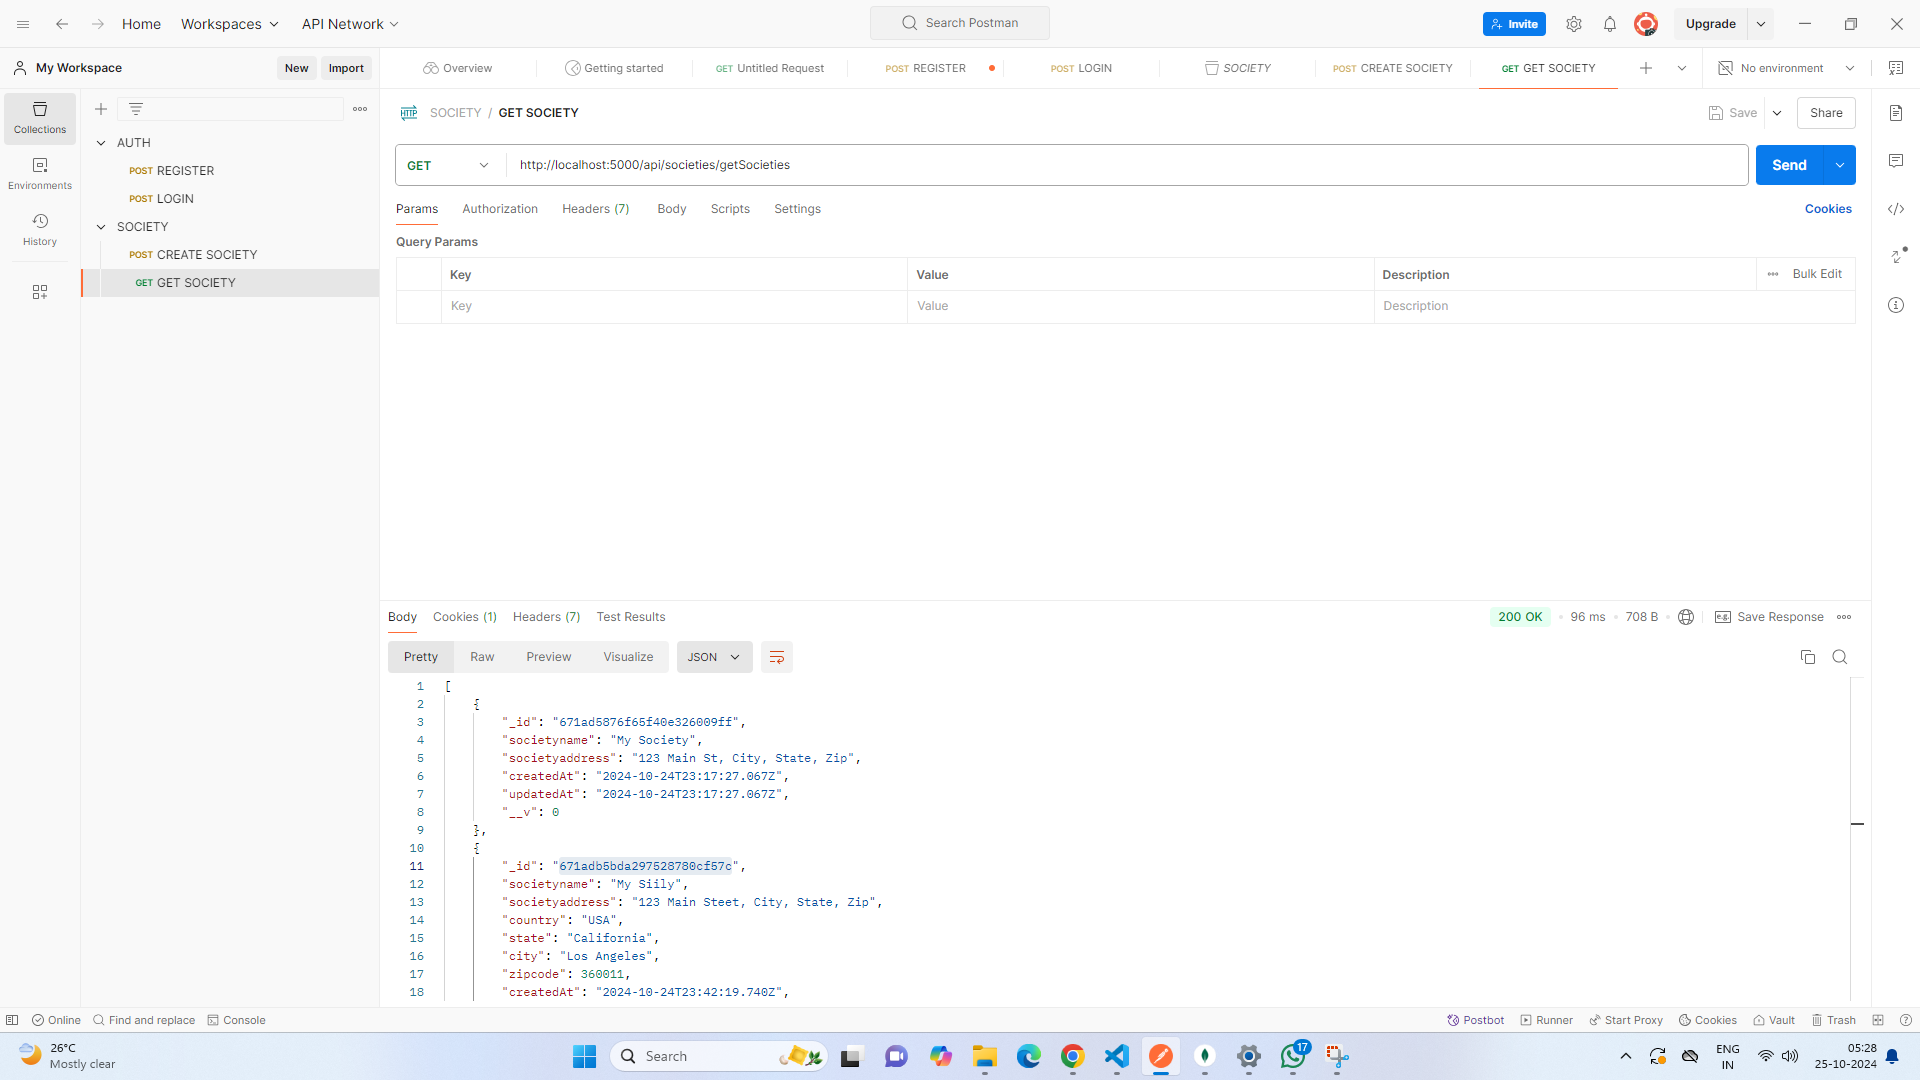 Home Workspaces API Network Search Postman Invite Upgrade
My Workspace New Import Overview Getting started GET Untitled Request POST REGISTER POST LOGIN SOCIETY POST CREATE SOCIETY GET GET SOCIETY No environment
Collections
Environments
History
AUTH
POST REGISTER
POST LOGIN
SOCIETY
POST CREATE SOCIETY
GET GET SOCIETY
HTTP SOCIETY / GET SOCIETY Save Share
GET http://localhost:5000/api/societies/getSocieties Send
Params Authorization Headers (7) Body Scripts Settings Cookies
Query Params
Key Value Description Bulk Edit
Key Value Description
Body Cookies (1) Headers (7) Test Results 200 OK 96 ms 708 B e.g. Save Response
Pretty Raw Preview Visualize JSON
1 [
2 {
3 "_id": "671ad5876f65f40e326009ff",
4 "societyname": "My Society",
5 "societyaddress": "123 Main St, City, State, Zip",
6 "createdAt": "2024-10-24T23:17:27.067Z",
7 "updatedAt": "2024-10-24T23:17:27.067Z",
8 "__v": 0
9 },
10 {
11 "_id": "671adb5bda297528780cf57c",
12 "societyname": "My Siily",
13 "societyaddress": "123 Main Steet, City, State, Zip",
14 "country": "USA",
15 "state": "California",
16 "city": "Los Angeles",
17 "zipcode": 360011,
18 "createdAt": "2024-10-24T23:42:19.740Z",
Online Find and replace Console Postbot Runner Start Proxy Cookies Vault Trash
26°C
Mostly clear
Search
17
ENG
IN
05:28
25-10-2024